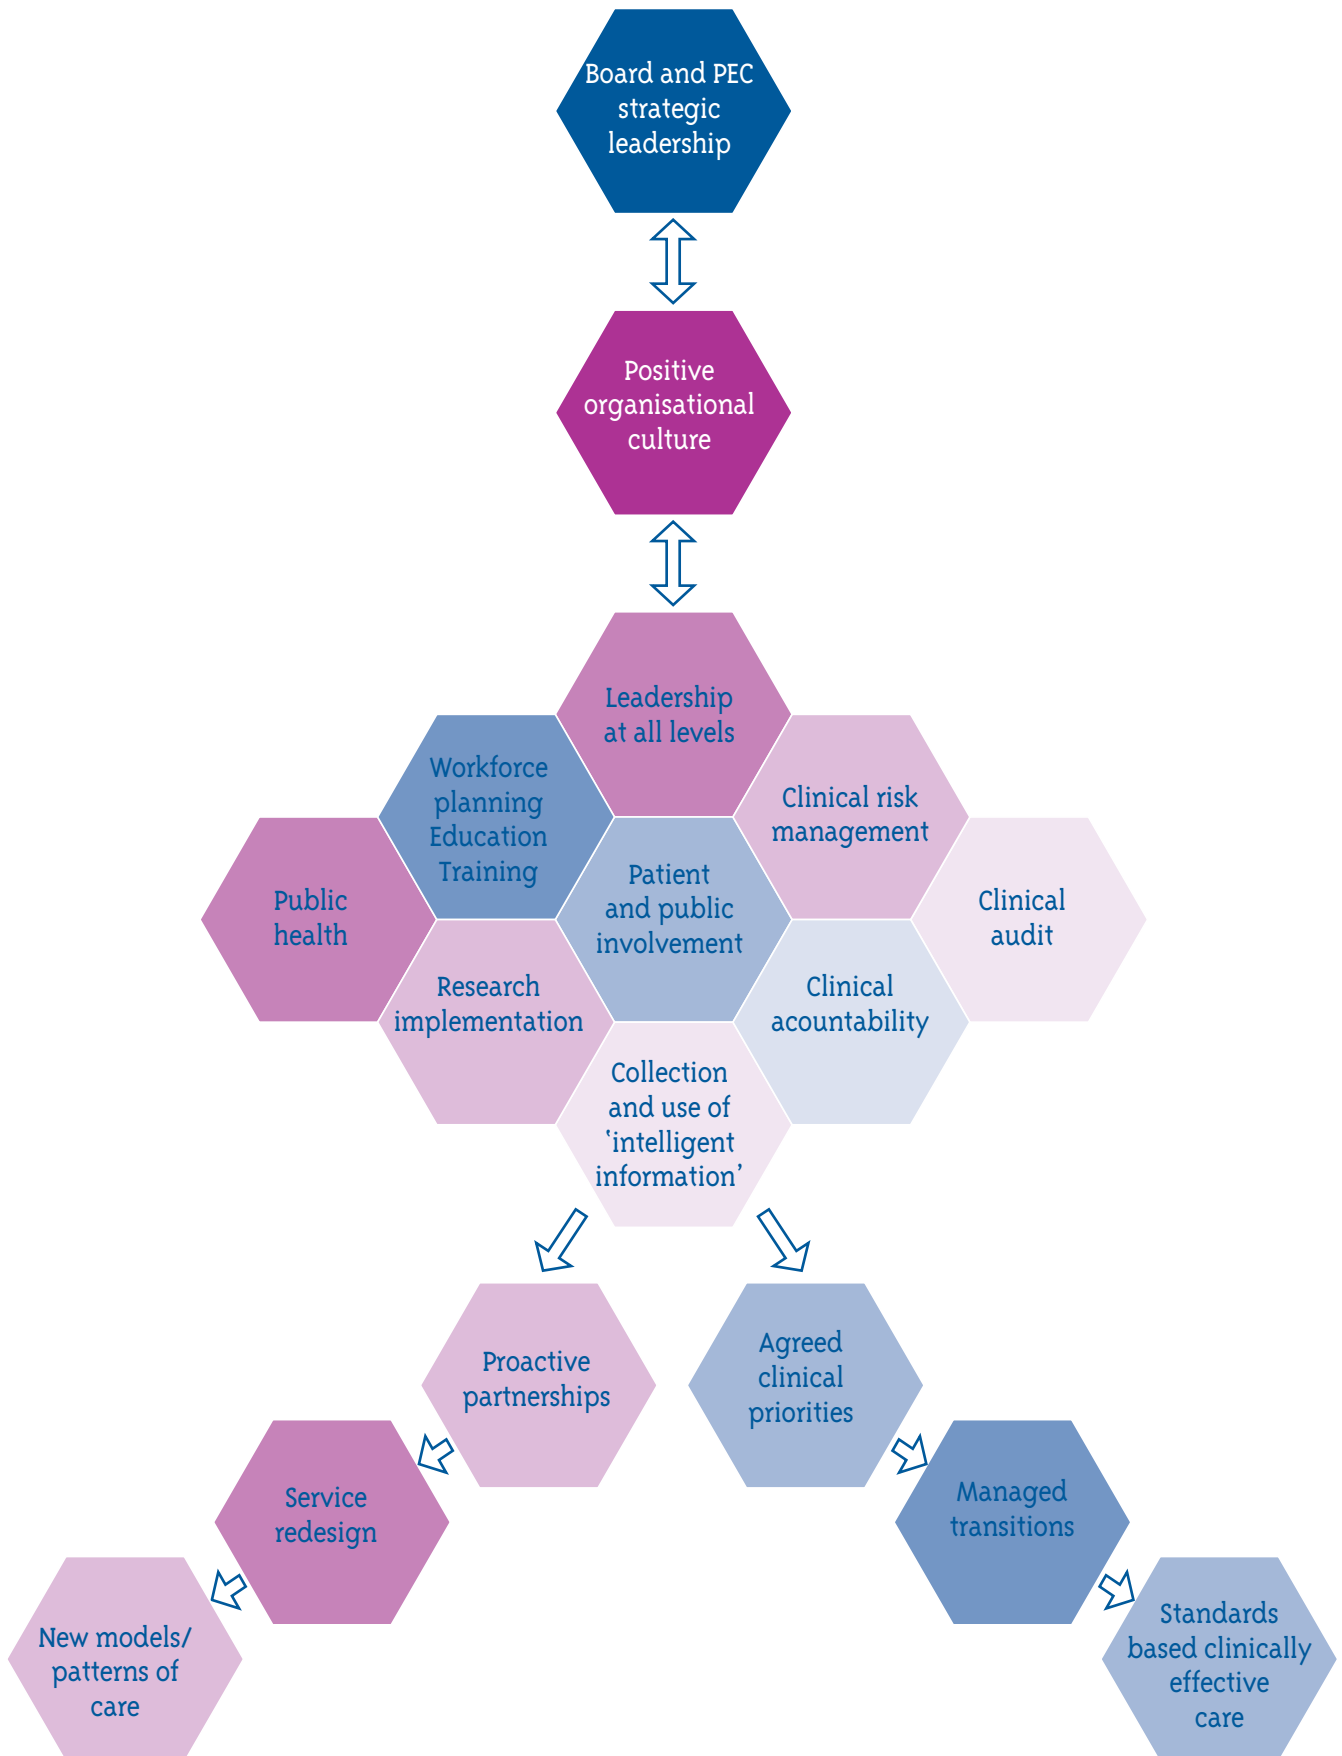 Board and PEC
strategic
leadership
Positive
organisational
culture
Leadership
at all levels
Workforce
planning
Education
Training
Clinical risk
management
Public
health
Patient
and public
involvement
Clinical
audit
Research
implementation
Clinical
acountability
Collection
and use of
‘intelligent
information’
Proactive
partnerships
Agreed
clinical
priorities
Service
redesign
Managed
transitions
New models/
patterns of
care
Standards
based clinically
effective
care